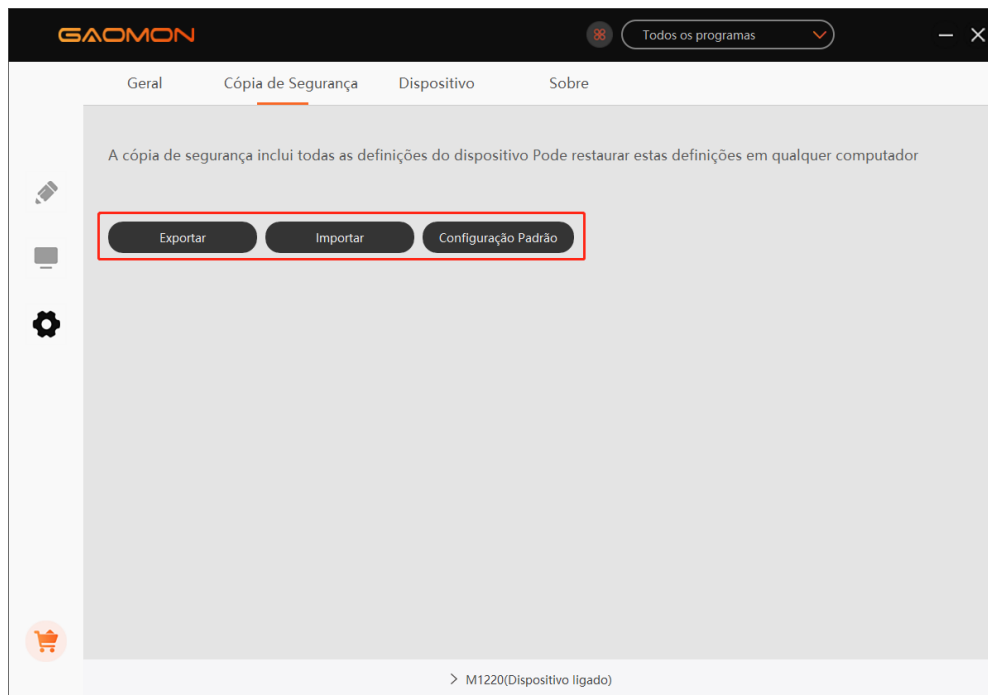 GAOMON
Todos os programas
Geral Cópia de Segurança Dispositivo Sobre
A cópia de segurança inclui todas as definições do dispositivo Pode restaurar estas definições em qualquer computador
Exportar Importar Configuração Padrão
M1220(Dispositivo ligado)